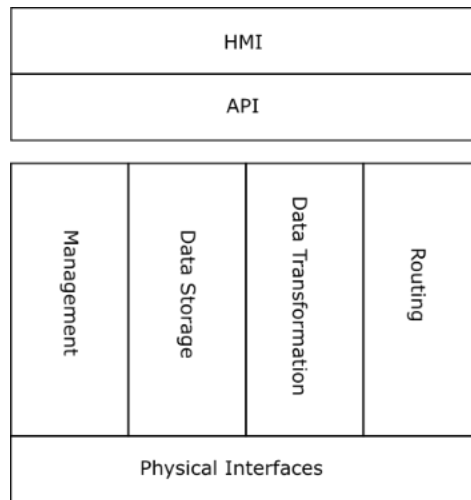 HMI
API
Management
Data Storage
Data Transformation
Routing
Physical Interfaces